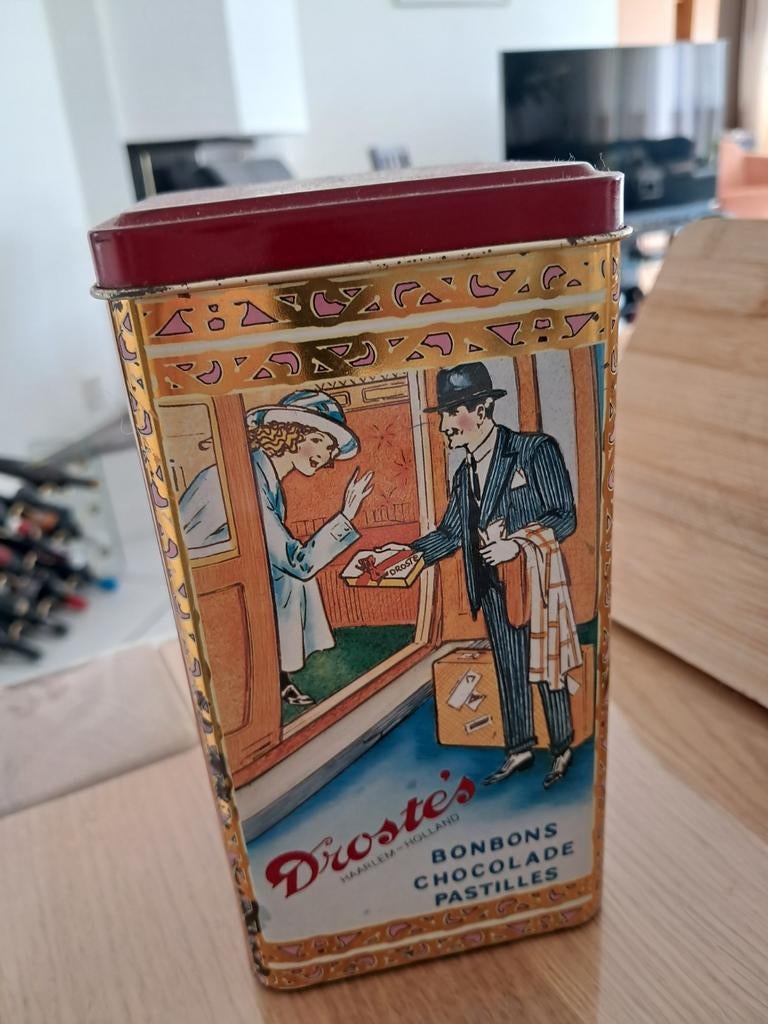 DROSTE
Droste's
HAARLEM-HOLLAND
BONBONS
CHOCOLADE
PASTILLES